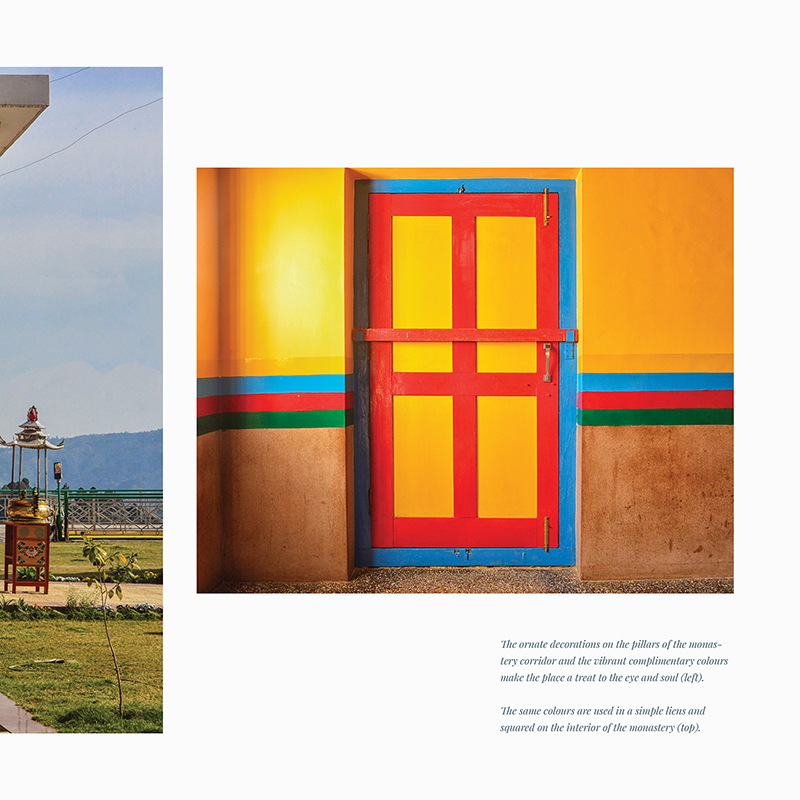 The ornate decorations on the pillars of the monas-
tery corridor and the vibrant complimentary colours
make the place a treat to the eye and soul (left).
The same colours are used in a simple liens and
squared on the interior of the monastery (top).